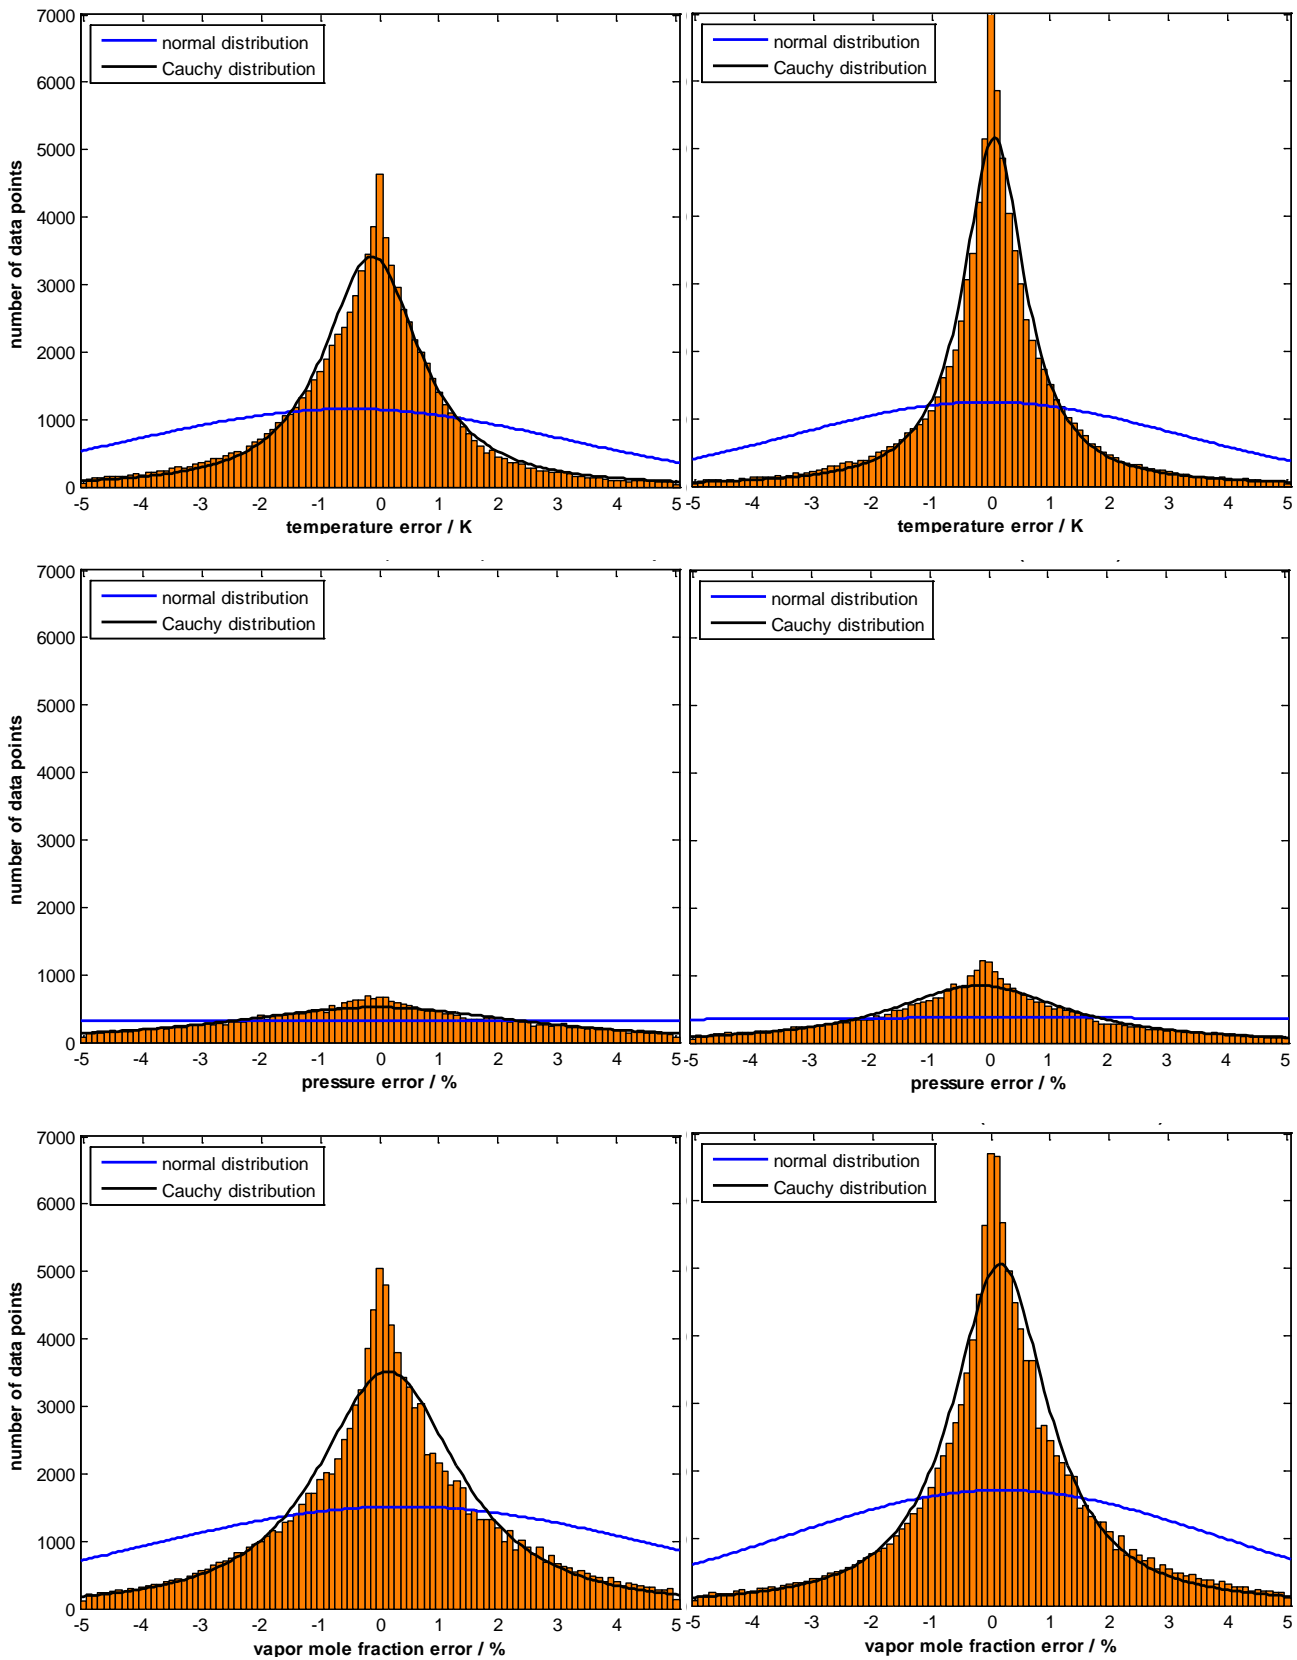 7000
6000
5000
4000
3000
2000
1000
0
number of data points
normal distribution
Cauchy distribution
-5 -4 -3 -2 -1 0 1 2 3 4 5
temperature error / K
normal distribution
Cauchy distribution
-5 -4 -3 -2 -1 0 1 2 3 4 5
temperature error / K
7000
6000
5000
4000
3000
2000
1000
0
number of data points
normal distribution
Cauchy distribution
-5 -4 -3 -2 -1 0 1 2 3 4 5
pressure error / %
normal distribution
Cauchy distribution
-5 -4 -3 -2 -1 0 1 2 3 4 5
pressure error / %
7000
6000
5000
4000
3000
2000
1000
0
number of data points
normal distribution
Cauchy distribution
-5 -4 -3 -2 -1 0 1 2 3 4 5
vapor mole fraction error / %
normal distribution
Cauchy distribution
-5 -4 -3 -2 -1 0 1 2 3 4 5
vapor mole fraction error / %